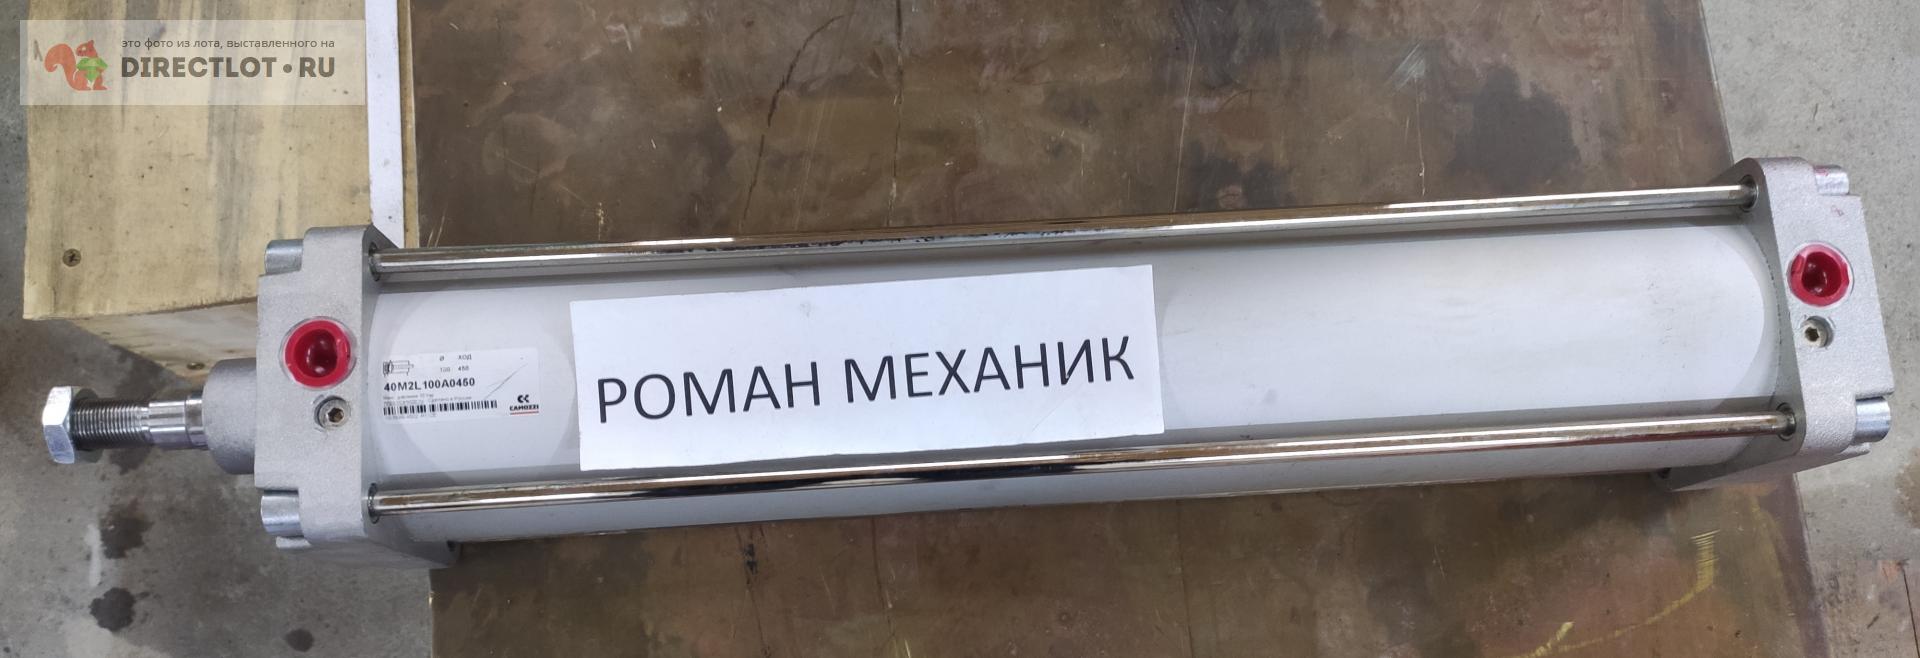 это фото из лота, выставленного на
DIRECTLOT•RU
Ø ХОД
100 450
40M2L100A0450
CAMOZZI
РОМАН МЕХАНИК